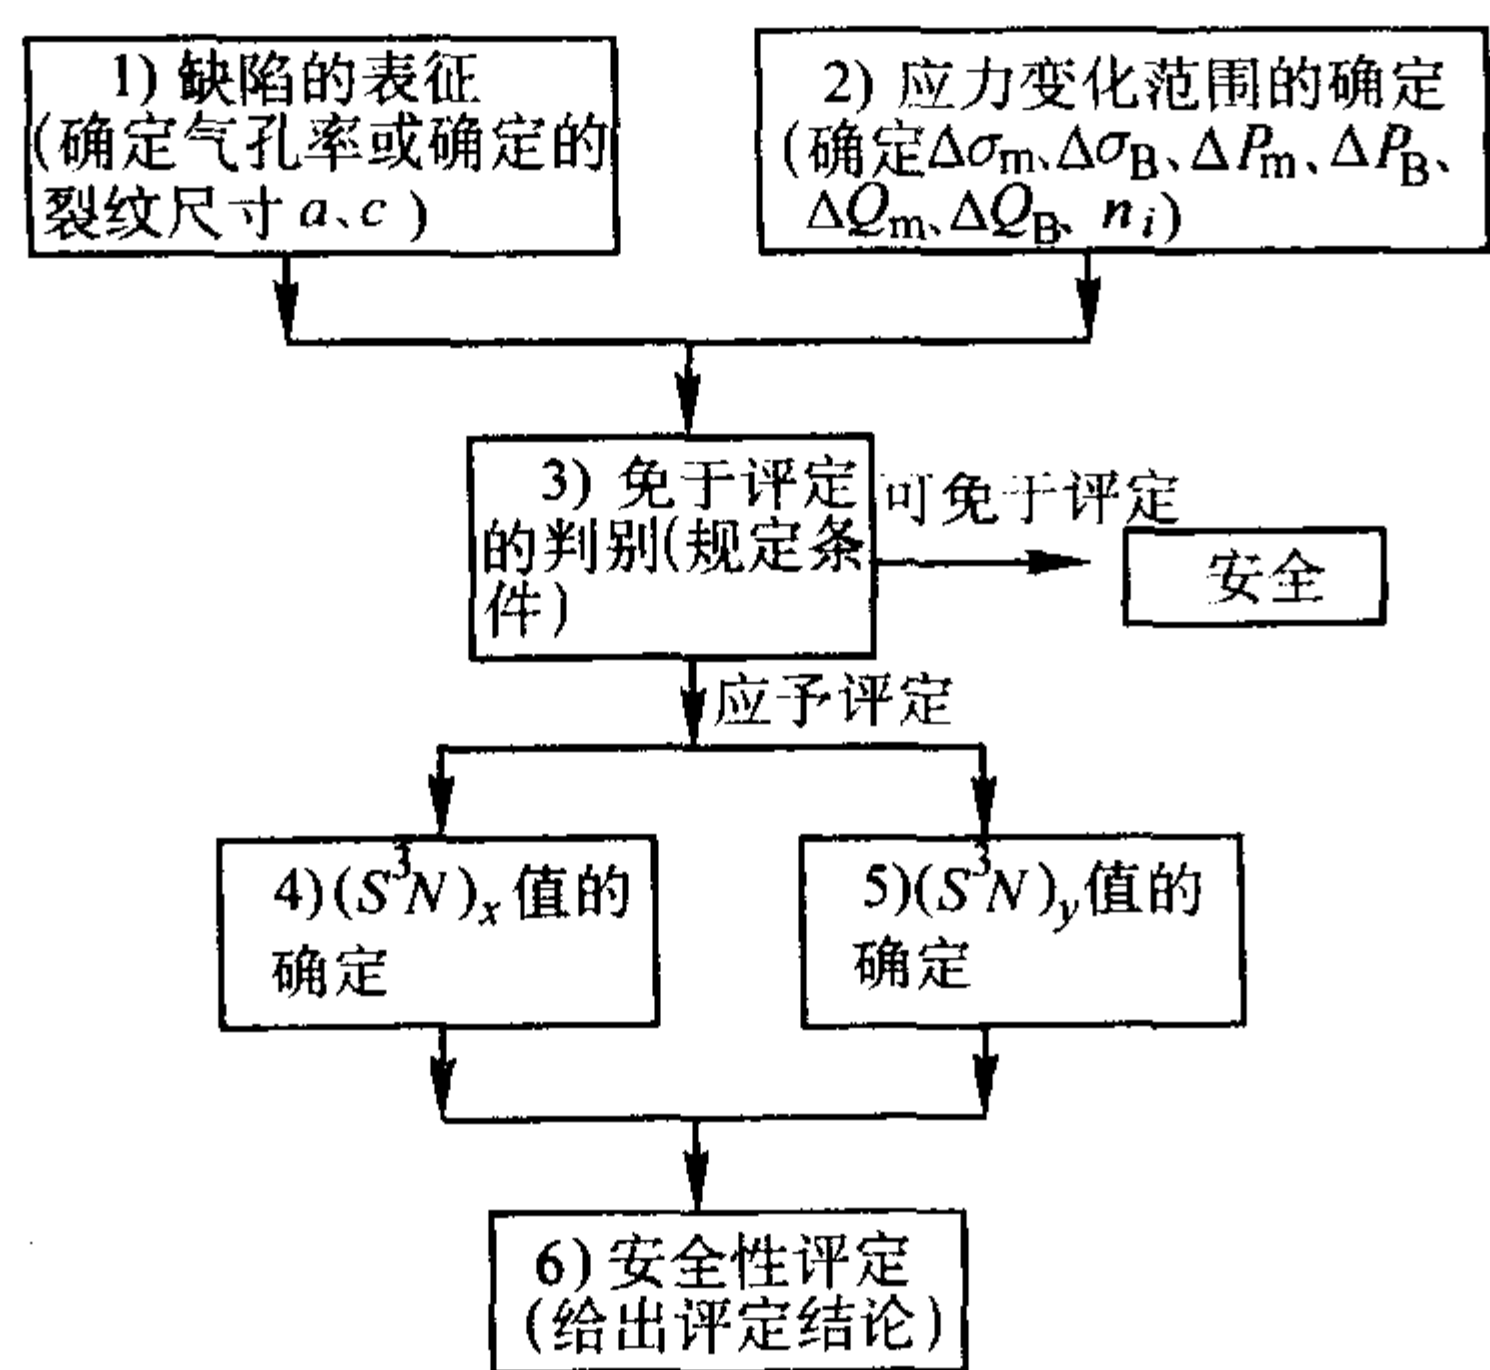 1) 缺陷的表征
(确定气孔率或确定的
裂纹尺寸 a、c )
2) 应力变化范围的确定
(确定Δσm、ΔσB、ΔPm、ΔPB、
ΔQm、ΔQB、ni)
3) 免于评定
的判别(规定条
件)
可免于评定
安全
应予评定
4)(S³N)x 值的
确定
5)(S³N)y 值的
确定
6) 安全性评定
(给出评定结论)